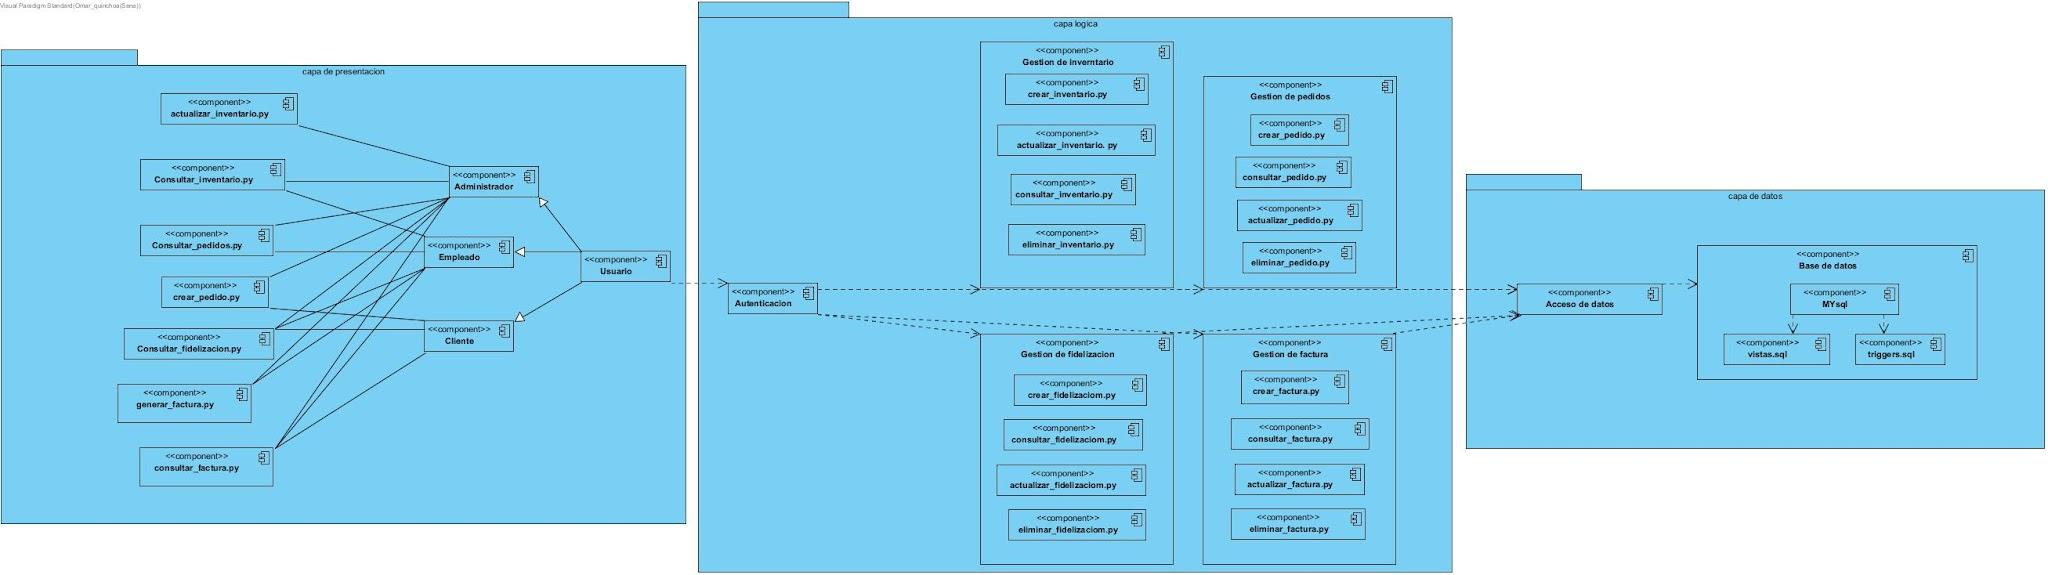 Visual Paradigm Standard(Omar_quinchoa(Sena))
capa de presentacion
<<component>>
actualizar_inventario.py
<<component>>
Consultar_inventario.py
<<component>>
Consultar_pedidos.py
<<component>>
crear_pedido.py
<<component>>
Consultar_fidelizacion.py
<<component>>
generar_factura.py
<<component>>
consultar_factura.py
<<component>>
Administrador
<<component>>
Empleado
<<component>>
Cliente
<<component>>
Usuario
capa logica
<<component>>
Autenticacion
<<component>>
Gestion de inverntario
<<component>>
crear_inventario.py
<<component>>
actualizar_inventario. py
<<component>>
consultar_inventario.py
<<component>>
eliminar_inventario.py
<<component>>
Gestion de pedidos
<<component>>
crear_pedido.py
<<component>>
consultar_pedido.py
<<component>>
actualizar_pedido.py
<<component>>
eliminar_pedido.py
<<component>>
Gestion de fidelizacion
<<component>>
crear_fidelizaciom.py
<<component>>
consultar_fidelizaciom.py
<<component>>
actualizar_fidelizaciom.py
<<component>>
eliminar_fidelizaciom.py
<<component>>
Gestion de factura
<<component>>
crear_factura.py
<<component>>
consultar_factura.py
<<component>>
actualizar_factura.py
<<component>>
eliminar_factura.py
capa de datos
<<component>>
Acceso de datos
<<component>>
Base de datos
<<component>>
MYsql
<<component>>
vistas.sql
<<component>>
triggers.sql